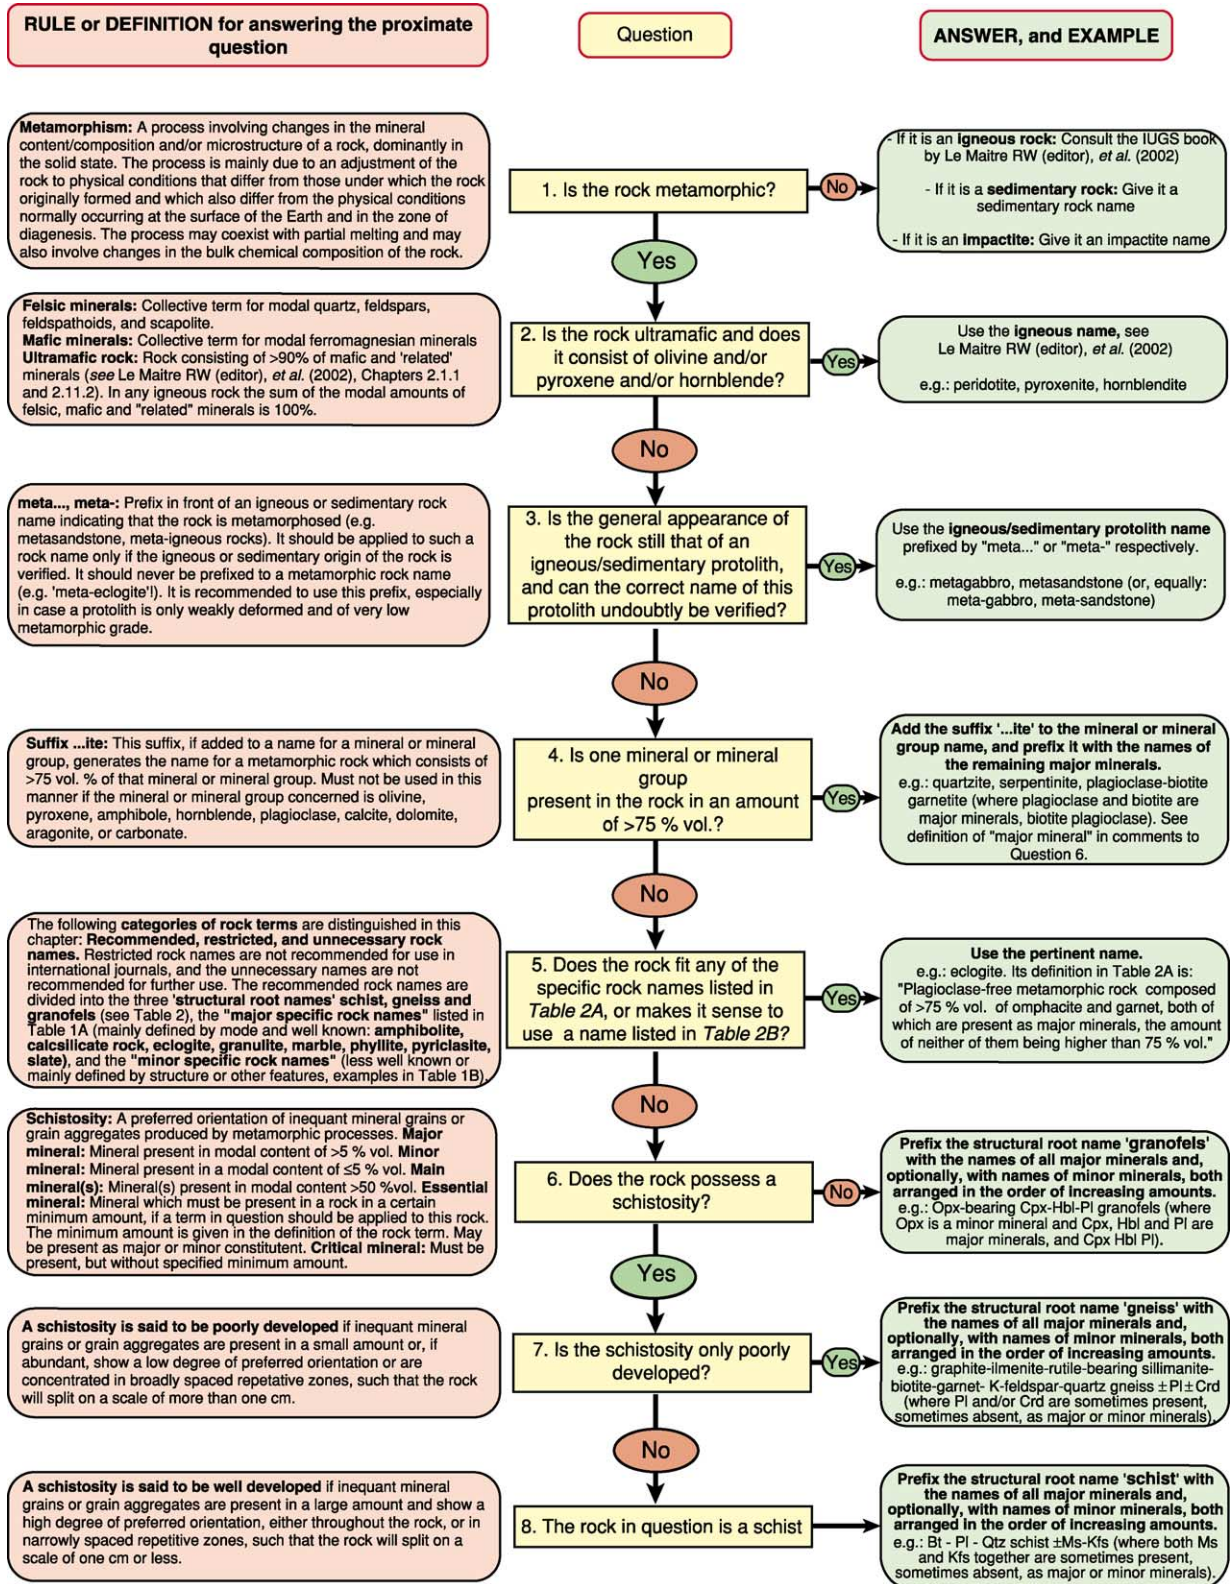 RULE or DEFINITION for answering the proximate
question
Question
ANSWER, and EXAMPLE
Metamorphism: A process involving changes in the mineral
content/composition and/or microstructure of a rock, dominantly in
the solid state. The process is mainly due to an adjustment of the
rock to physical conditions that differ from those under which the rock
originally formed and which also differ from the physical conditions
normally occurring at the surface of the Earth and in the zone of
diagenesis. The process may coexist with partial melting and may
also involve changes in the bulk chemical composition of the rock.
1. Is the rock metamorphic?
No
- If it is an igneous rock: Consult the IUGS book
by Le Maitre RW (editor), et al. (2002)
- If it is a sedimentary rock: Give it a
sedimentary rock name
- If it is an impactite: Give it an impactite name
Yes
Felsic minerals: Collective term for modal quartz, feldspars,
feldspathoids, and scapolite.
Mafic minerals: Collective term for modal ferromagnesian minerals
Ultramafic rock: Rock consisting of >90% of mafic and 'related'
minerals (see Le Maitre RW (editor), et al. (2002), Chapters 2.1.1
and 2.11.2). In any igneous rock the sum of the modal amounts of
felsic, mafic and "related" minerals is 100%.
2. Is the rock ultramafic and does
it consist of olivine and/or
pyroxene and/or hornblende?
Yes
Use the igneous name, see
Le Maitre RW (editor), et al. (2002)
e.g.: peridotite, pyroxenite, hornblendite
No
meta..., meta-: Prefix in front of an igneous or sedimentary rock
name indicating that the rock is metamorphosed (e.g.
metasandstone, meta-igneous rocks). It should be applied to such a
rock name only if the igneous or sedimentary origin of the rock is
verified. It should never be prefixed to a metamorphic rock name
(e.g. 'meta-eclogite'!). It is recommended to use this prefix, especially
in case a protolith is only weakly deformed and of very low
metamorphic grade.
3. Is the general appearance of
the rock still that of an
igneous/sedimentary protolith,
and can the correct name of this
protolith undoubtly be verified?
Yes
Use the igneous/sedimentary protolith name
prefixed by "meta..." or "meta-" respectively.
e.g.: metagabbro, metasandstone (or, equally:
meta-gabbro, meta-sandstone)
No
Suffix ...ite: This suffix, if added to a name for a mineral or mineral
group, generates the name for a metamorphic rock which consists of
>75 vol. % of that mineral or mineral group. Must not be used in this
manner if the mineral or mineral group concerned is olivine,
pyroxene, amphibole, hornblende, plagioclase, calcite, dolomite,
aragonite, or carbonate.
4. Is one mineral or mineral
group
present in the rock in an amount
of >75 % vol.?
Yes
Add the suffix '...ite' to the mineral or mineral
group name, and prefix it with the names of
the remaining major minerals.
e.g.: quartzite, serpentinite, plagioclase-biotite
garnetite (where plagioclase and biotite are
major minerals, biotite plagioclase). See
definition of "major mineral" in comments to
Question 6.
No
The following categories of rock terms are distinguished in this
chapter: Recommended, restricted, and unnecessary rock
names. Restricted rock names are not recommended for use in
international journals, and the unnecessary names are not
recommended for further use. The recommended rock names are
divided into the three 'structural root names' schist, gneiss and
granofels (see Table 2), the "major specific rock names" listed in
Table 1A (mainly defined by mode and well known: amphibolite,
calcsilicate rock, eclogite, granulite, marble, phyllite, pyriclasite,
slate), and the "minor specific rock names" (less well known or
mainly defined by structure or other features, examples in Table 1B).
5. Does the rock fit any of the
specific rock names listed in
Table 2A, or makes it sense to
use a name listed in Table 2B?
Yes
Use the pertinent name.
e.g.: eclogite. Its definition in Table 2A is:
"Plagioclase-free metamorphic rock composed
of >75 % vol. of omphacite and garnet, both of
which are present as major minerals, the amount
of neither of them being higher than 75 % vol."
No
Schistosity: A preferred orientation of inequant mineral grains or
grain aggregates produced by metamorphic processes. Major
mineral: Mineral present in modal content of >5 % vol. Minor
mineral: Mineral present in a modal content of ≤5 % vol. Main
mineral(s): Mineral(s) present in modal content >50 %vol. Essential
mineral: Mineral which must be present in a rock in a certain
minimum amount, if a term in question should be applied to this rock.
The minimum amount is given in the definition of the rock term. May
be present as major or minor constitutent. Critical mineral: Must be
present, but without specified minimum amount.
6. Does the rock possess a
schistosity?
No
Prefix the structural root name 'granofels'
with the names of all major minerals and,
optionally, with names of minor minerals, both
arranged in the order of increasing amounts.
e.g.: Opx-bearing Cpx-Hbl-Pl granofels (where
Opx is a minor mineral and Cpx, Hbl and Pl are
major minerals, and Cpx Hbl Pl).
Yes
A schistosity is said to be poorly developed if inequant mineral
grains or grain aggregates are present in a small amount or, if
abundant, show a low degree of preferred orientation or are
concentrated in broadly spaced repetative zones, such that the rock
will split on a scale of more than one cm.
7. Is the schistosity only poorly
developed?
Yes
Prefix the structural root name 'gneiss' with
the names of all major minerals and,
optionally, with names of minor minerals, both
arranged in the order of increasing amounts.
e.g.: graphite-ilmenite-rutile-bearing sillimanite-
biotite-garnet- K-feldspar-quartz gneiss ±Pl±Crd
(where Pl and/or Crd are sometimes present,
sometimes absent, as major or minor minerals).
No
A schistosity is said to be well developed if inequant mineral
grains or grain aggregates are present in a large amount and show a
high degree of preferred orientation, either throughout the rock, or in
narrowly spaced repetitive zones, such that the rock will split on a
scale of one cm or less.
8. The rock in question is a schist
Prefix the structural root name 'schist' with
the names of all major minerals and,
optionally, with names of minor minerals, both
arranged in the order of increasing amounts.
e.g.: Bt - Pl - Qtz schist ±Ms-Kfs (where both Ms
and Kfs together are sometimes present,
sometimes absent, as major or minor minerals).